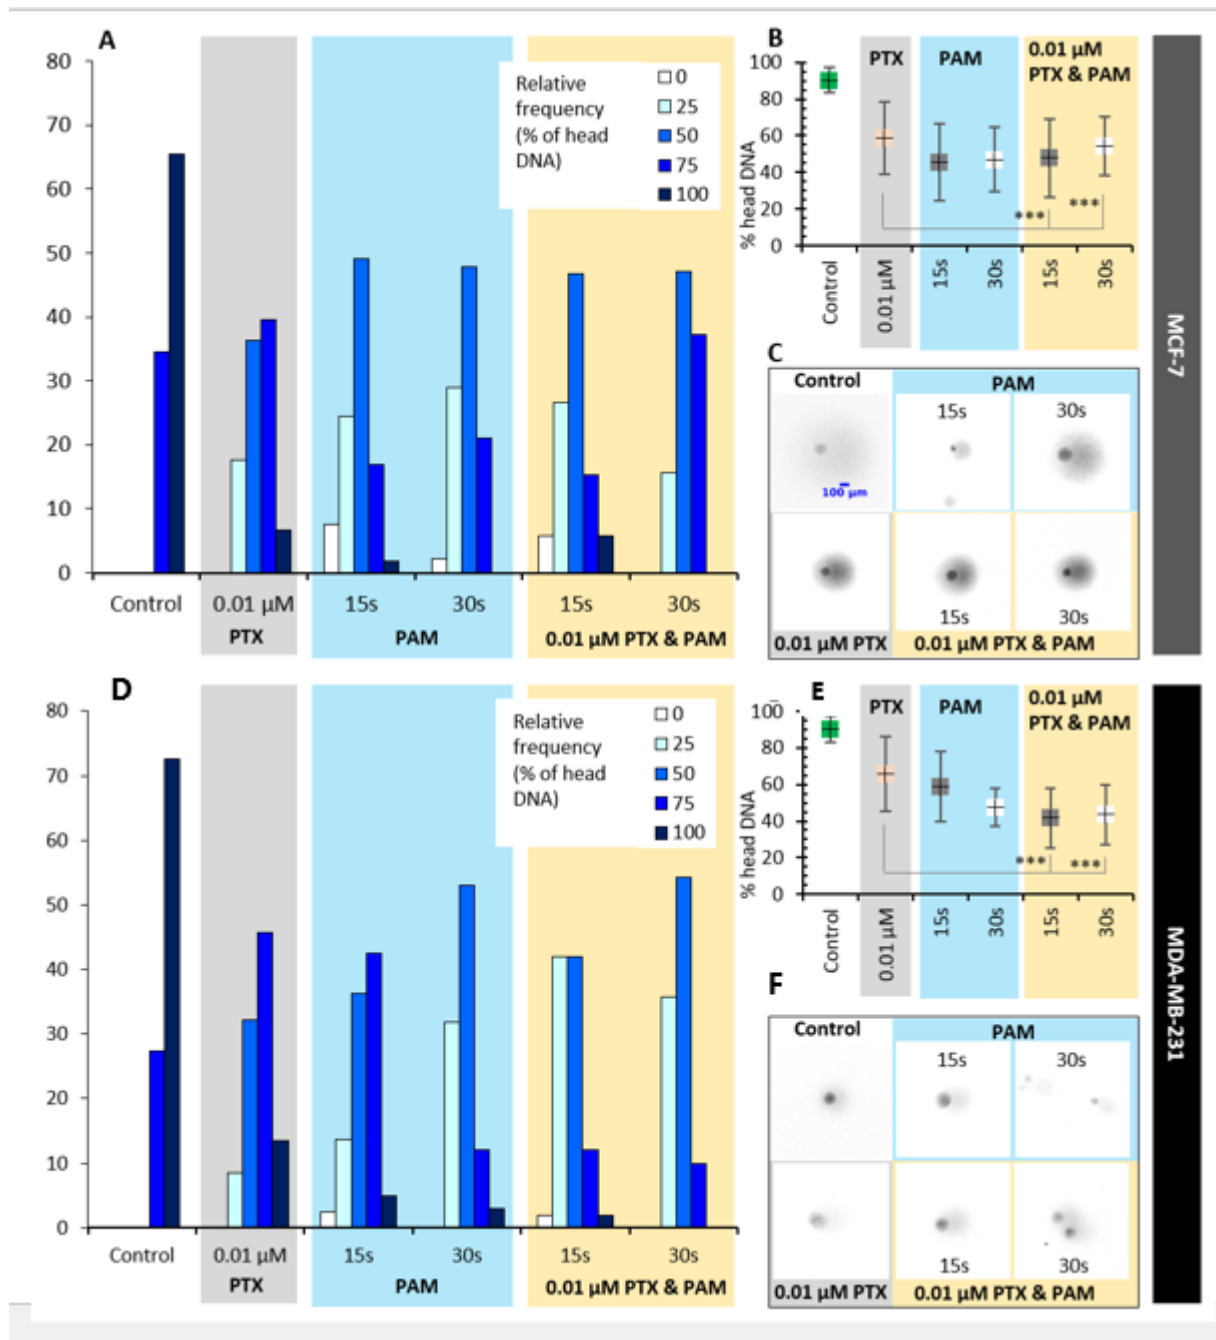 A
80
70
60
50
40
30
20
10
0
Relative
frequency
(% of head
DNA)
0
25
50
75
100
Control
0.01 µM
15s
30s
15s
30s
PTX
PAM
0.01 µM PTX & PAM
B
PTX
PAM
0.01 µM
PTX & PAM
% head DNA
100
80
60
40
20
0
***
***
Control
0.01 µM
15s
30s
15s
30s
MCF-7
C
Control
PAM
15s
30s
100 µm
15s
30s
0.01 µM PTX
0.01 µM PTX & PAM
D
80
70
60
50
40
30
20
10
0
Relative
frequency
(% of head
DNA)
0
25
50
75
100
Control
0.01 µM
15s
30s
15s
30s
PTX
PAM
0.01 µM PTX & PAM
E
PTX
PAM
0.01 µM
PTX & PAM
% head DNA
100
80
60
40
20
0
***
***
Control
0.01 µM
15s
30s
15s
30s
MDA-MB-231
F
Control
PAM
15s
30s
15s
30s
0.01 µM PTX
0.01 µM PTX & PAM